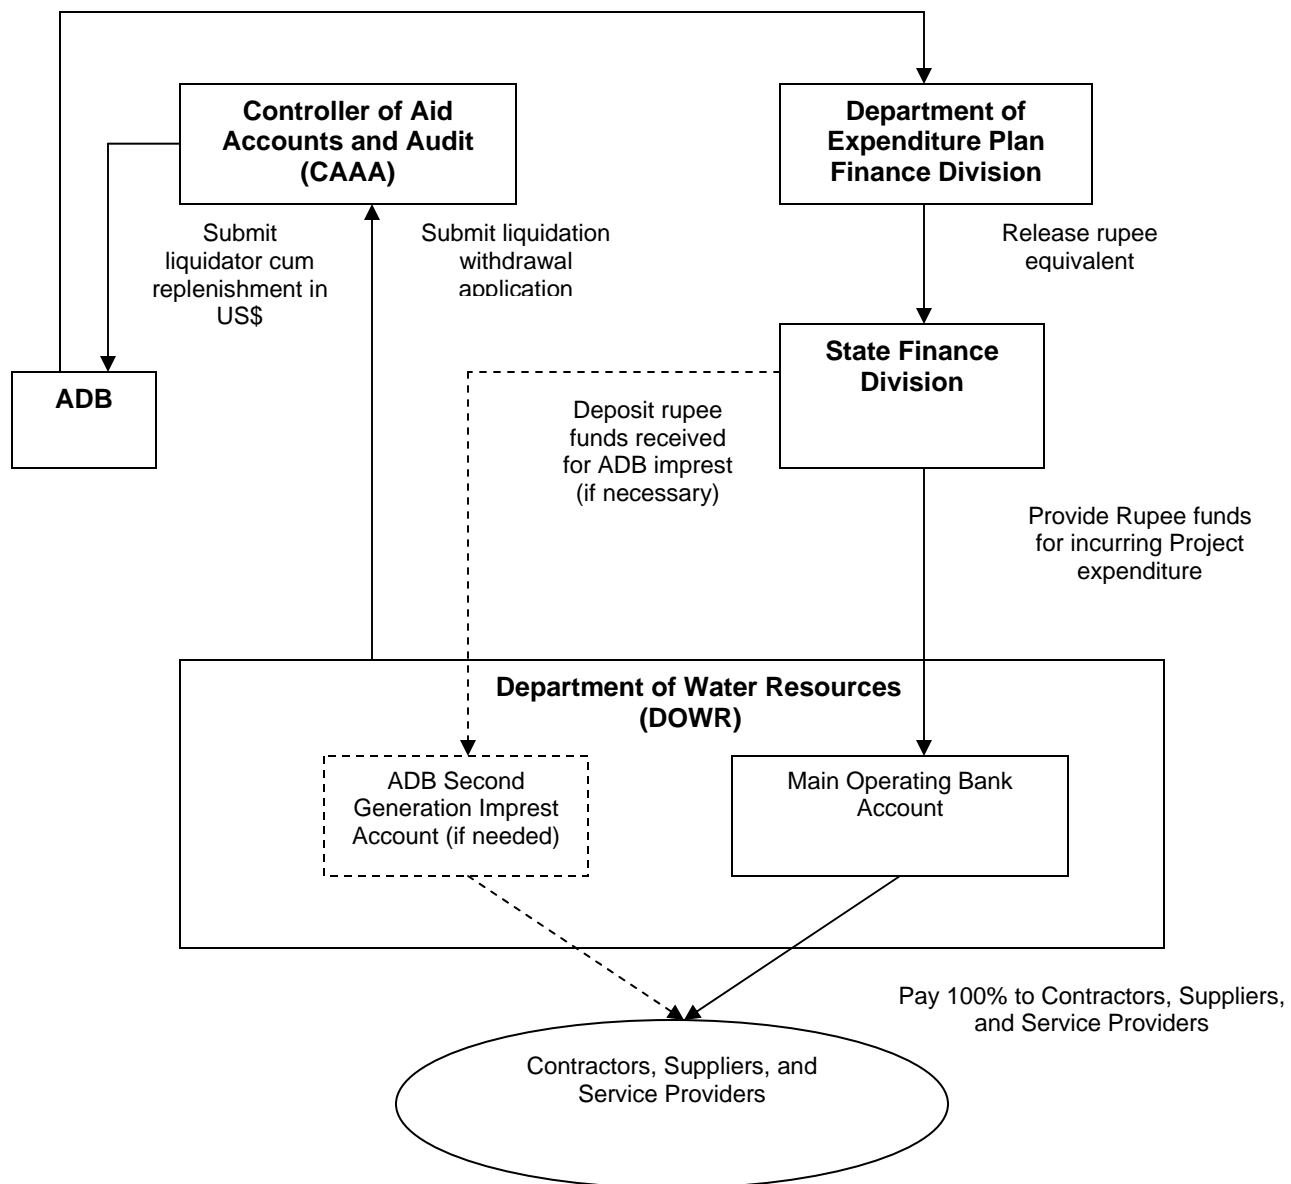 Controller of Aid
Accounts and Audit
(CAAA)
Department of
Expenditure Plan
Finance Division
Submit
liquidator cum
replenishment in
US$
Submit liquidation
withdrawal
application
Release rupee
equivalent
State Finance
Division
ADB
Deposit rupee
funds received
for ADB imprest
(if necessary)
Provide Rupee funds
for incurring Project
expenditure
Department of Water Resources
(DOWR)
ADB Second
Generation Imprest
Account (if needed)
Main Operating Bank
Account
Pay 100% to Contractors, Suppliers,
and Service Providers
Contractors, Suppliers, and
Service Providers